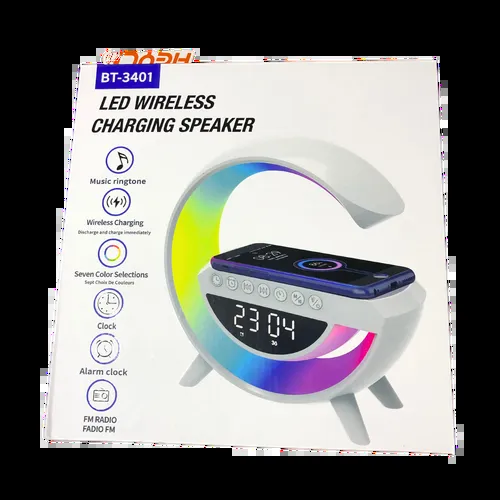 BT-3401
LED WIRELESS
CHARGING SPEAKER
Music ringtone
Wireless Charging
Discharge and charge immediately
Seven Color Selections
Sept Choix De Couleurs
Clock
Alarm clock
FM RADIO
FADIO FM
23 04